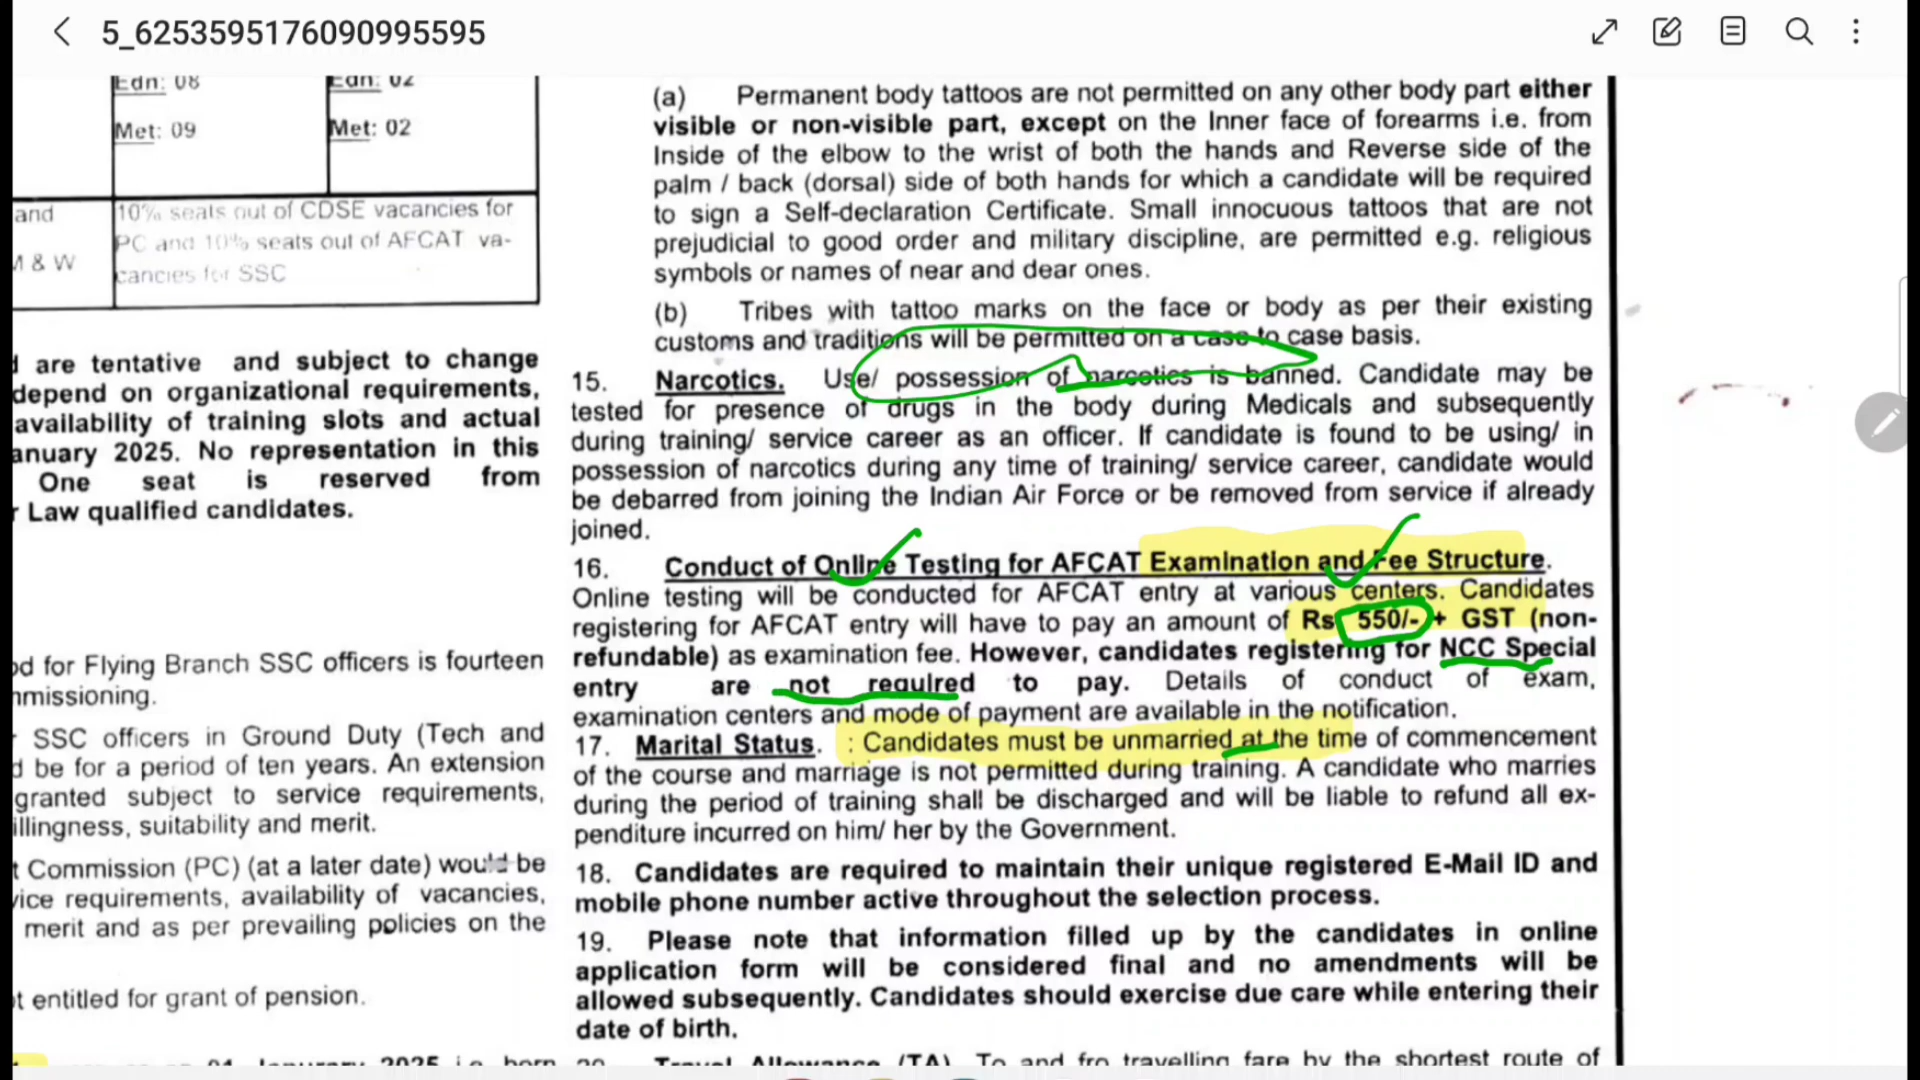 5_6253595176090995595
Edn: 08
Edn: 02
Met: 09
Met: 02
and
10% seats out of CDSE vacancies for
PC and 10% seats out of AFCAT va-
M & W
cancies for SSC
are tentative and subject to change
depend on organizational requirements,
availability of training slots and actual
anuary 2025. No representation in this
One seat is reserved from
Law qualified candidates.
od for Flying Branch SSC officers is fourteen
mmissioning.
SSC officers in Ground Duty (Tech and
d be for a period of ten years. An extension
granted subject to service requirements,
illingness, suitability and merit.
t Commission (PC) (at a later date) would be
vice requirements, availability of vacancies,
merit and as per prevailing policies on the
t entitled for grant of pension.
01 January 2025 i.e. born
(a) Permanent body tattoos are not permitted on any other body part either
visible or non-visible part, except on the Inner face of forearms i.e. from
Inside of the elbow to the wrist of both the hands and Reverse side of the
palm / back (dorsal) side of both hands for which a candidate will be required
to sign a Self-declaration Certificate. Small innocuous tattoos that are not
prejudicial to good order and military discipline, are permitted e.g. religious
symbols or names of near and dear ones.
(b) Tribes with tattoo marks on the face or body as per their existing
customs and traditions will be permitted on a case to case basis.
15. Narcotics. Use/ possession of narcotics is banned. Candidate may be
tested for presence of drugs in the body during Medicals and subsequently
during training/ service career as an officer. If candidate is found to be using/ in
possession of narcotics during any time of training/ service career, candidate would
be debarred from joining the Indian Air Force or be removed from service if already
joined.
16. Conduct of Online Testing for AFCAT Examination and Fee Structure.
Online testing will be conducted for AFCAT entry at various centers. Candidates
registering for AFCAT entry will have to pay an amount of Rs 550/- + GST (non-
refundable) as examination fee. However, candidates registering for NCC Special
entry are not required to pay. Details of conduct of exam,
examination centers and mode of payment are available in the notification.
17. Marital Status. : Candidates must be unmarried at the time of commencement
of the course and marriage is not permitted during training. A candidate who marries
during the period of training shall be discharged and will be liable to refund all ex-
penditure incurred on him/ her by the Government.
18. Candidates are required to maintain their unique registered E-Mail ID and
mobile phone number active throughout the selection process.
19. Please note that information filled up by the candidates in online
application form will be considered final and no amendments will be
allowed subsequently. Candidates should exercise due care while entering their
date of birth.
20. Travel Allowance (TA). To and fro travelling fare by the shortest route of